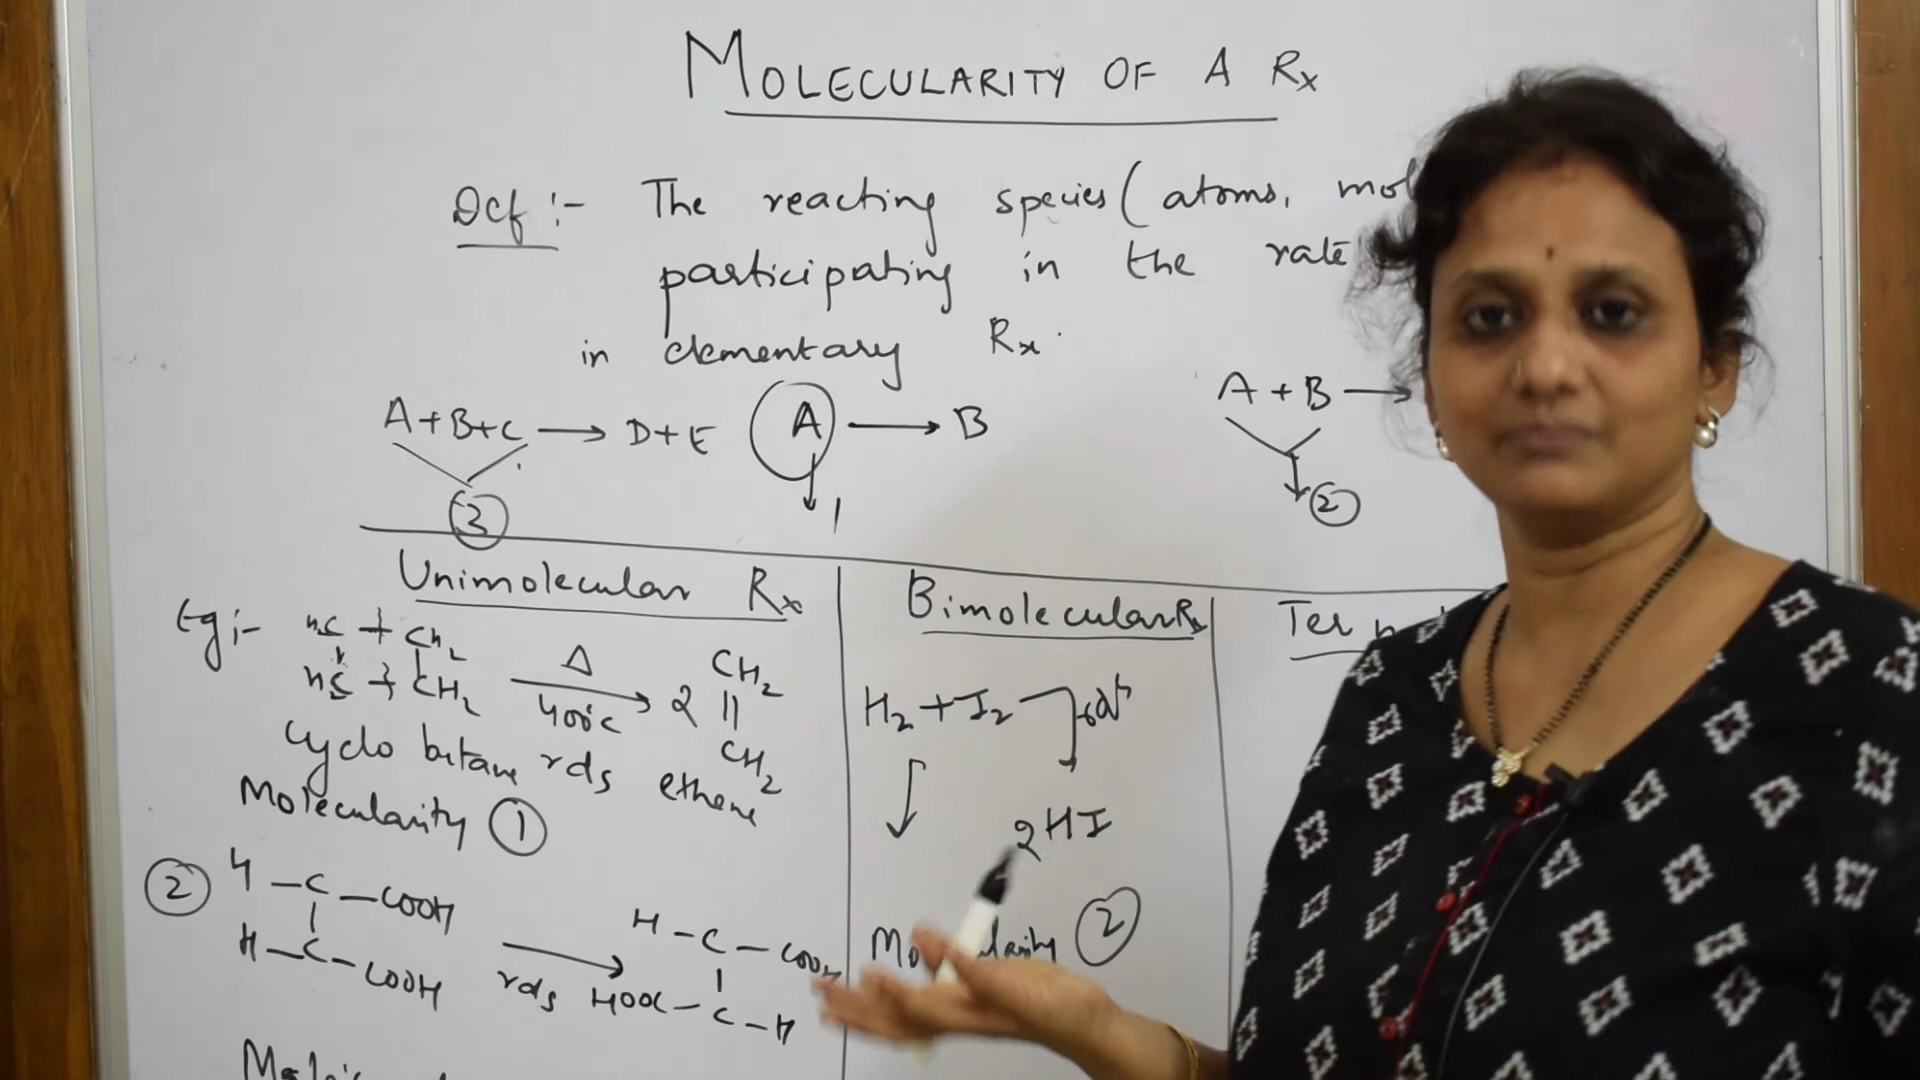 MOLECULARITY OF A Rx
Def :- The reacting species ( atoms, mol
participating in the rate
in elementary Rx.
A+B+C → D+E
3
A → B
1
A + B →
2
Unimolecular Rx
Eg:-
CH2
CH2
Δ
400°C
2 CH2
||
CH2
cyclo butane rds ethene
Molecularity 1
2
H – C – COOH
|
H – C – COOH
→
rds
H – C – COOH
|
HOOC – C – H
Bimolecular Rx
H2 + I2
2HI
Molecularity 2
Ter